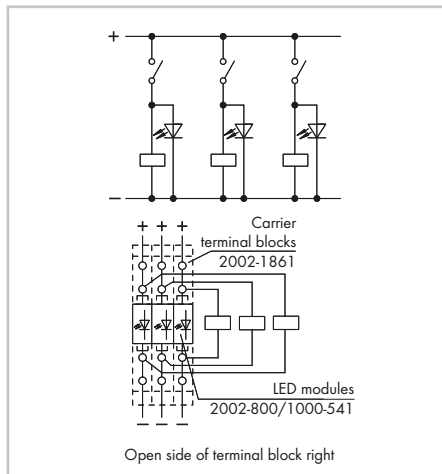 +
−
+ + +
Carrier
terminal blocks
2002-1861
LED modules
2002-800/1000-541
− − −
Open side of terminal block right